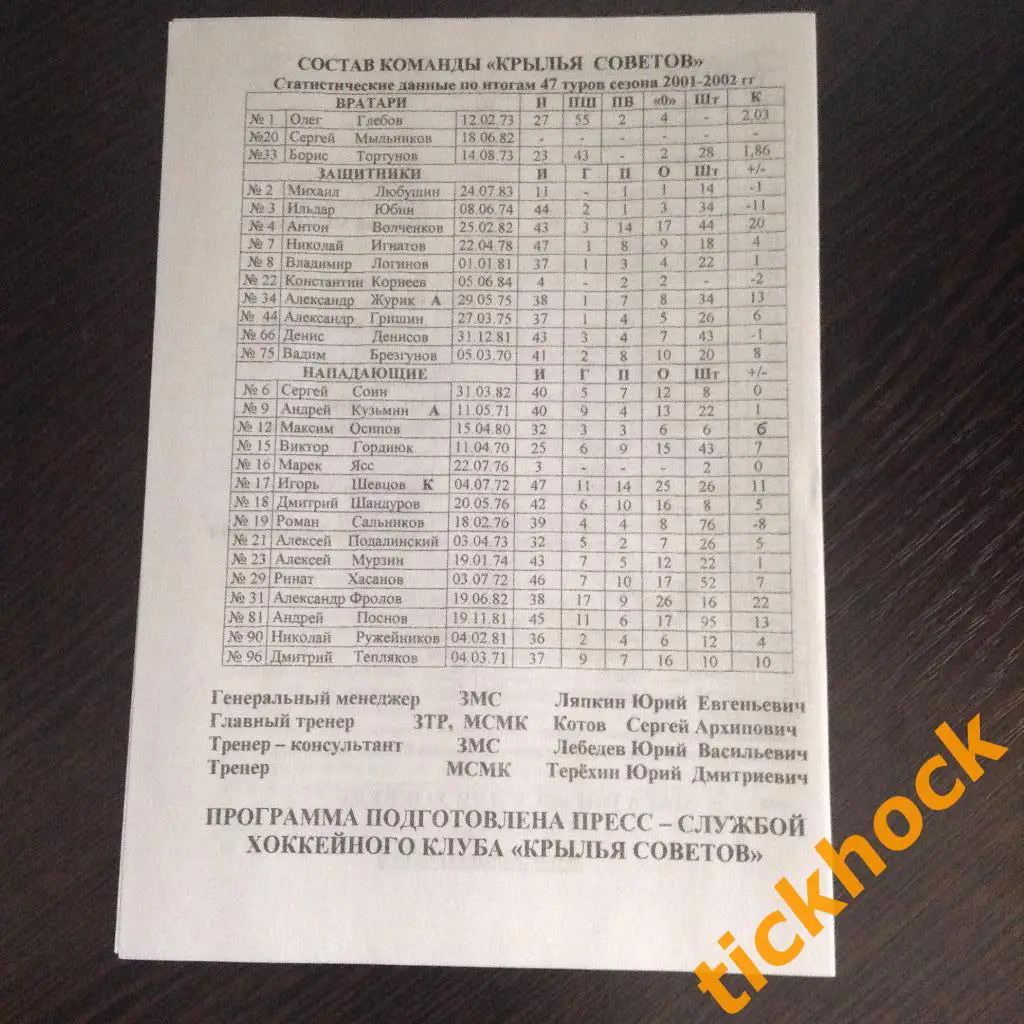 СОСТАВ КОМАНДЫ «КРЫЛЬЯ СОВЕТОВ»
Статистические данные по итогам 47 туров сезона 2001-2002 гг
ВРАТАРИ И ПШ ПВ «0» Шт К
№ 1 Олег Глебов 12.02.73 27 55 2 4 - 2,03
№20 Сергей Мыльников 18.06.82 - - - - - -
№33 Борис Тортунов 14.08.73 23 43 - 2 28 1,86
ЗАЩИТНИКИ И Г П О Шт +/-
№ 2 Михаил Любушин 24.07.83 11 - 1 1 14 -1
№ 3 Ильдар Юбин 08.06.74 44 2 1 3 34 -11
№ 4 Антон Волченков 25.02.82 43 3 14 17 44 20
№ 7 Николай Игнатов 22.04.78 47 1 8 9 18 4
№ 8 Владимир Логинов 01.01.81 37 1 3 4 22 1
№ 22 Константин Корнеев 05.06.84 4 - 2 2 - -2
№ 34 Александр Журик А 29.05.75 38 1 7 8 34 13
№ 44 Александр Гришин 27.03.75 37 1 4 5 26 6
№ 66 Денис Денисов 31.12.81 43 3 4 7 43 -1
№ 75 Вадим Брезгунов 05.03.70 41 2 8 10 20 8
НАПАДАЮЩИЕ И Г П О Шт +/-
№ 6 Сергей Соин 31.03.82 40 5 7 12 8 0
№ 9 Андрей Кузьмин А 11.05.71 40 9 4 13 22 1
№ 12 Максим Осипов 15.04.80 32 3 3 6 6 6
№ 15 Виктор Гордиюк 11.04.70 25 6 9 15 43 7
№ 16 Марек Ясс 22.07.76 3 - - - 2 0
№ 17 Игорь Шевцов К 04.07.72 47 11 14 25 26 11
№ 18 Дмитрий Шандуров 20.05.76 42 6 10 16 8 5
№ 19 Роман Сальников 18.02.76 39 4 4 8 76 -8
№ 21 Алексей Подалинский 03.04.73 32 5 2 7 26 5
№ 23 Алексей Мурзин 19.01.74 43 7 5 12 22 1
№ 29 Ринат Хасанов 03.07.72 46 7 10 17 52 7
№ 31 Александр Фролов 19.06.82 38 17 9 26 16 22
№ 81 Андрей Поснов 19.11.81 45 11 6 17 95 13
№ 90 Николай Ружейников 04.02.81 36 2 4 6 12 4
№ 96 Дмитрий Тепляков 04.03.71 37 9 7 16 10 10
Генеральный менеджер ЗМС Ляпкин Юрий Евгеньевич
Главный тренер ЗТР, МСМК Котов Сергей Архипович
Тренер – консультант ЗМС Лебедев Юрий Васильевич
Тренер МСМК Терёхин Юрий Дмитриевич
ПРОГРАММА ПОДГОТОВЛЕНА ПРЕСС – СЛУЖБОЙ
ХОККЕЙНОГО КЛУБА «КРЫЛЬЯ СОВЕТОВ»
tickhock